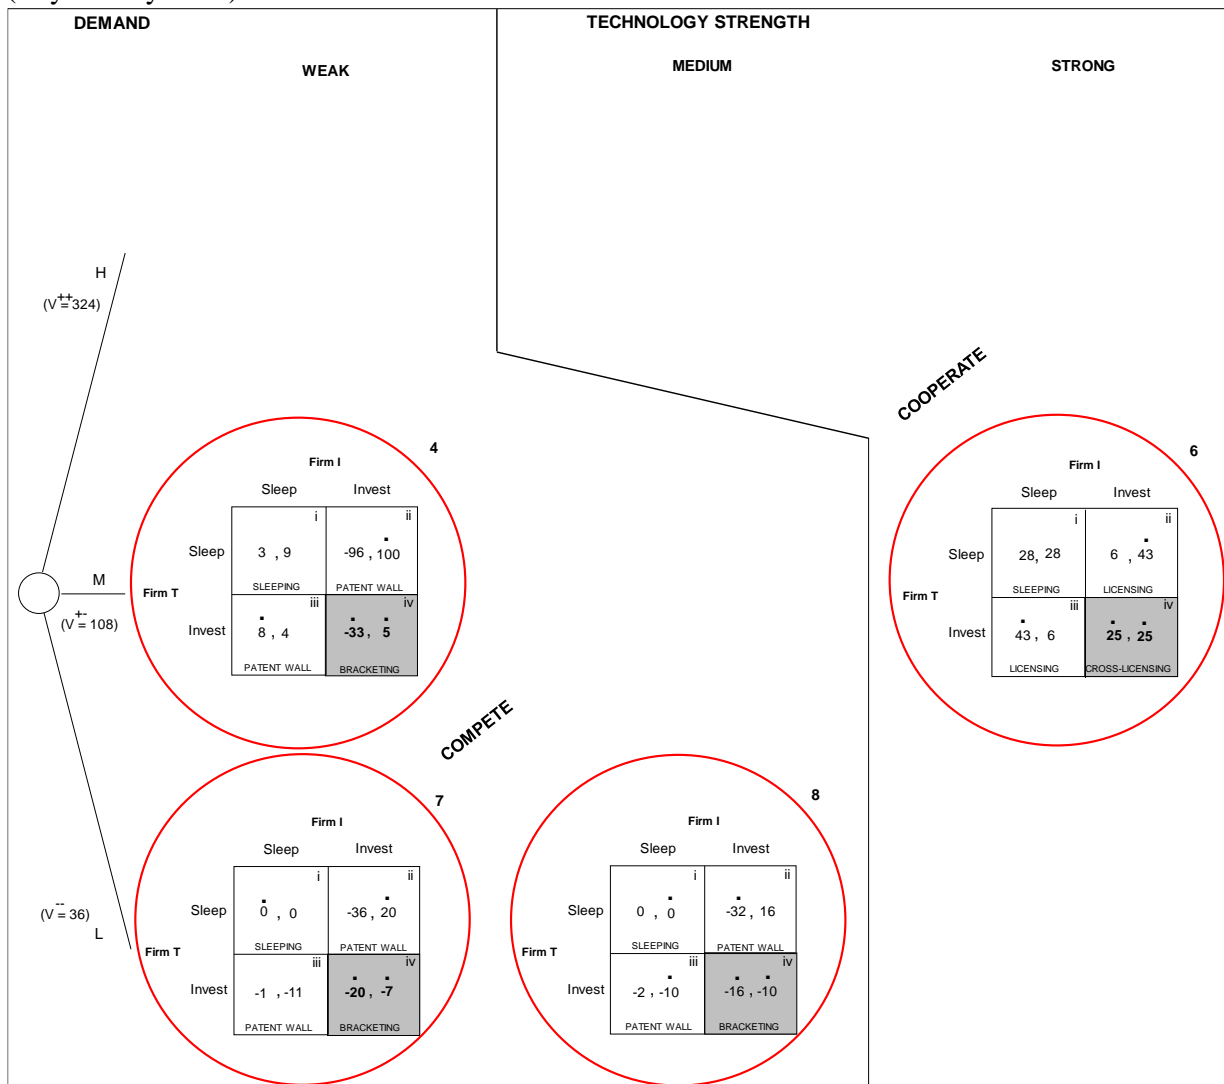 DEMAND
TECHNOLOGY STRENGTH
WEAK
MEDIUM
STRONG
H
++
(V = 324)
COOPERATE
4
Firm I
Sleep Invest
i ii
Sleep 3 , 9 -96 , 100
SLEEPING PATENT WALL
M
Firm T
iii iv
+-
(V = 108)
Invest 8 , 4 -33, 5
PATENT WALL BRACKETING
6
Firm I
Sleep Invest
i ii
Sleep 28, 28 6 , 43
SLEEPING LICENSING
Firm T
iii iv
Invest 43, 6 25, 25
LICENSING CROSS-LICENSING
COMPETE
7
Firm I
Sleep Invest
i ii
--
(V = 36)
L
Sleep 0 , 0 -36 , 20
SLEEPING PATENT WALL
Firm T
iii iv
Invest -1 , -11 -20, -7
PATENT WALL BRACKETING
8
Firm I
Sleep Invest
i ii
Sleep 0 , 0 -32 , 16
SLEEPING PATENT WALL
Firm T
iii iv
Invest -2 , -10 -16 , -10
PATENT WALL BRACKETING